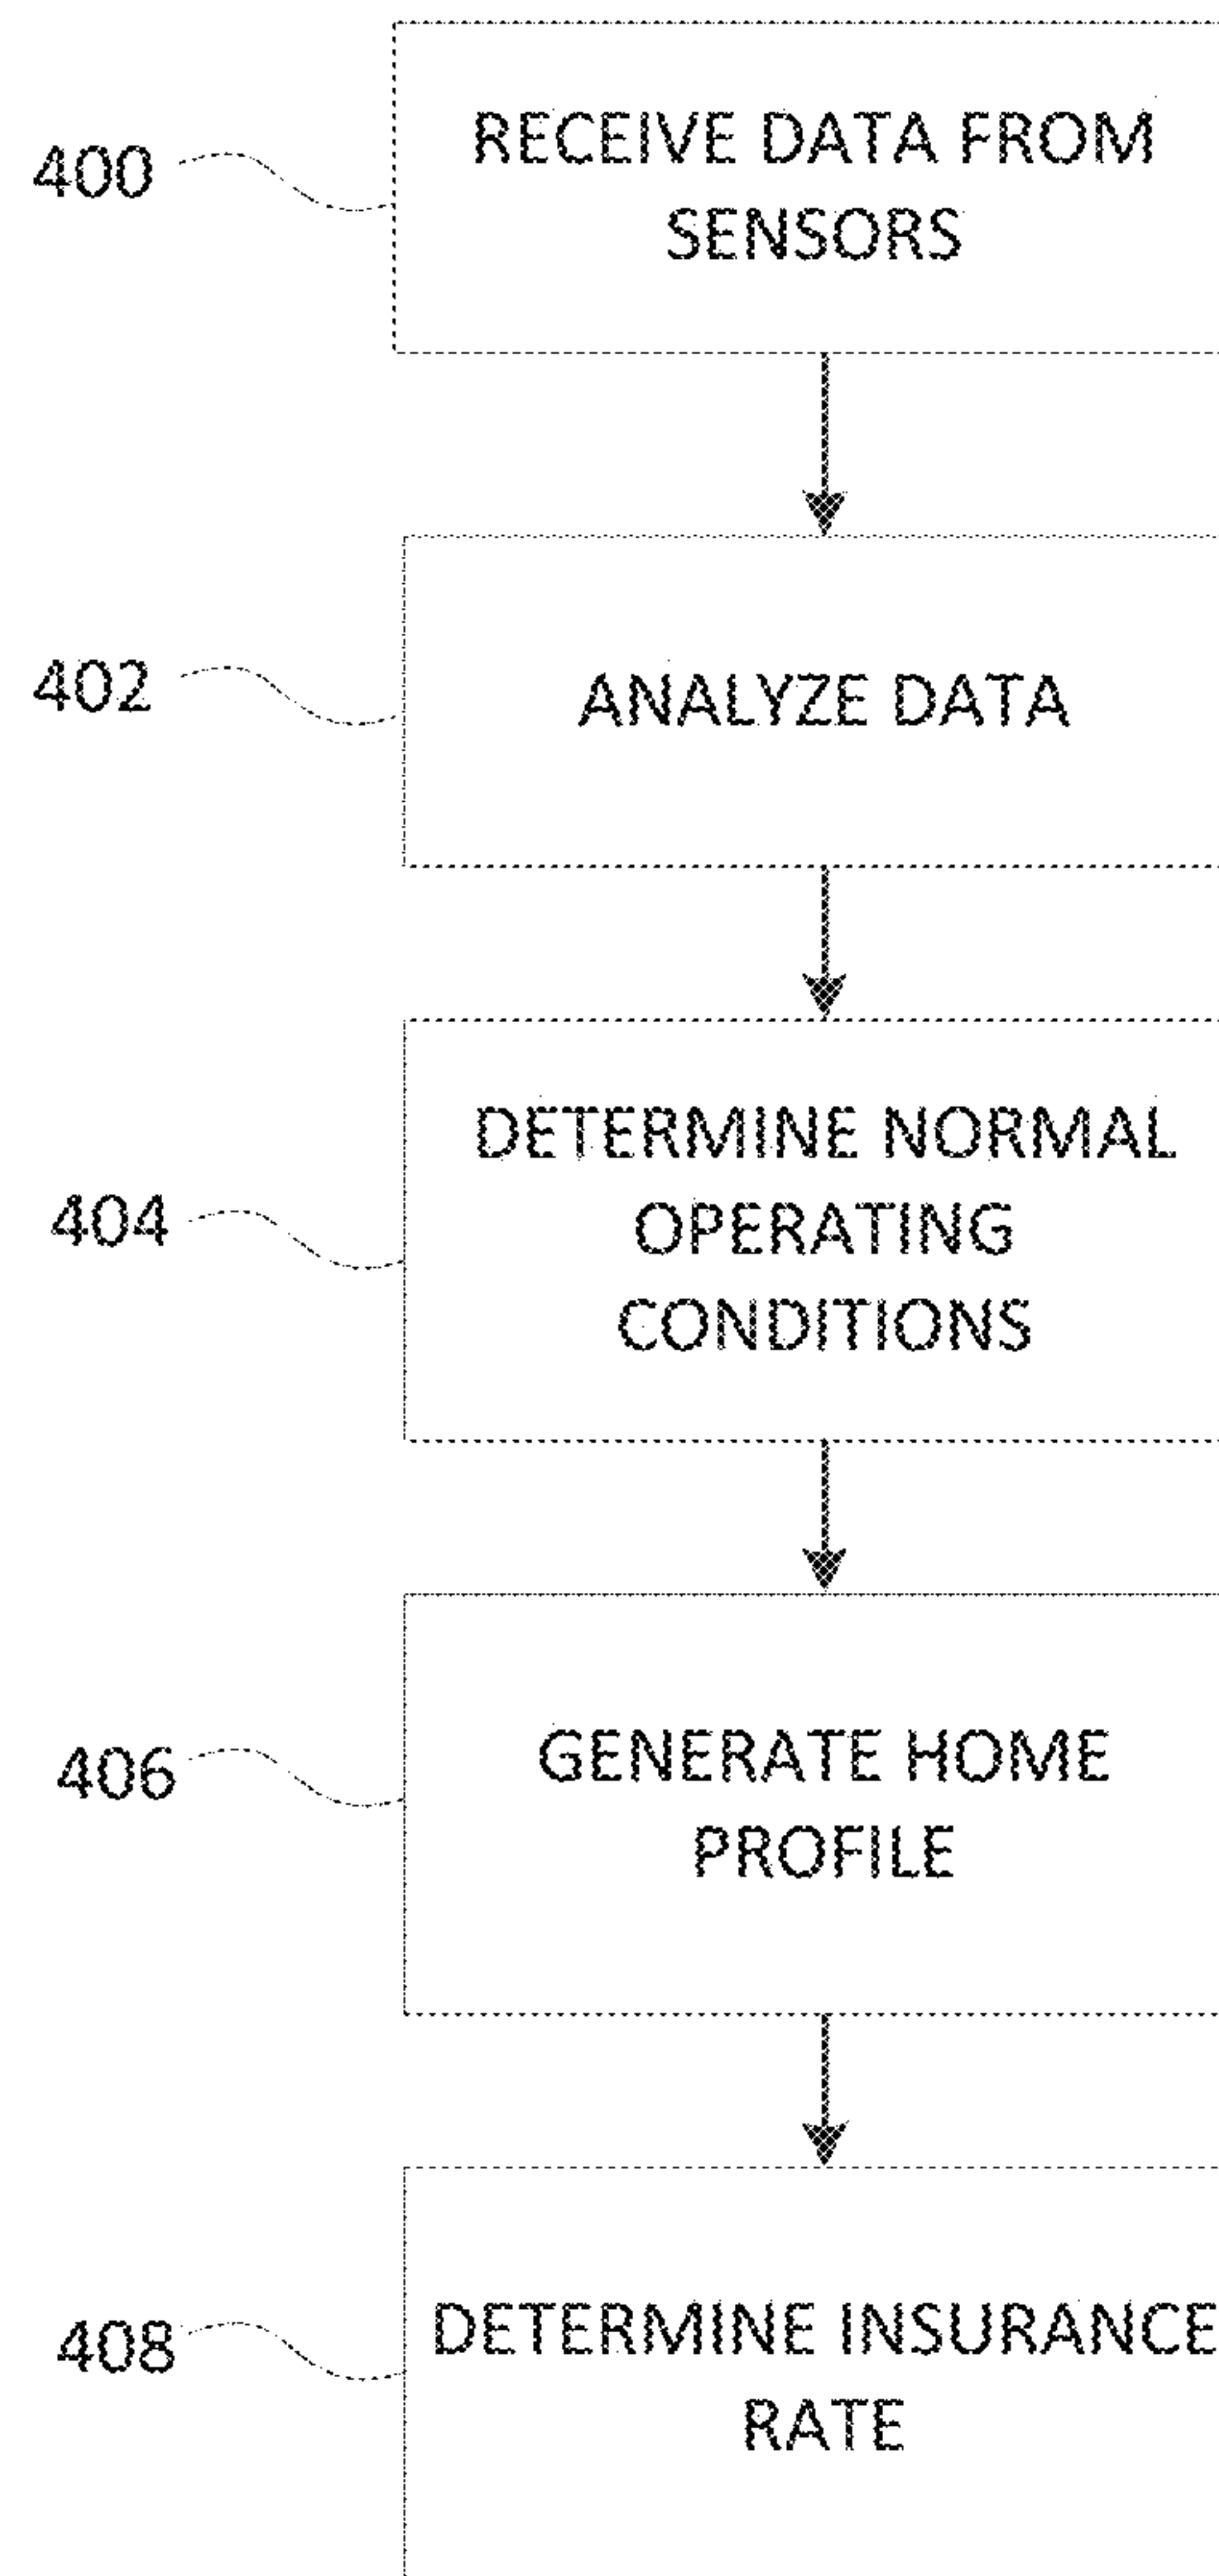 400
RECEIVE DATA FROM
SENSORS
402
ANALYZE DATA
404
DETERMINE NORMAL
OPERATING
CONDITIONS
406
GENERATE HOME
PROFILE
408
DETERMINE INSURANCE
RATE